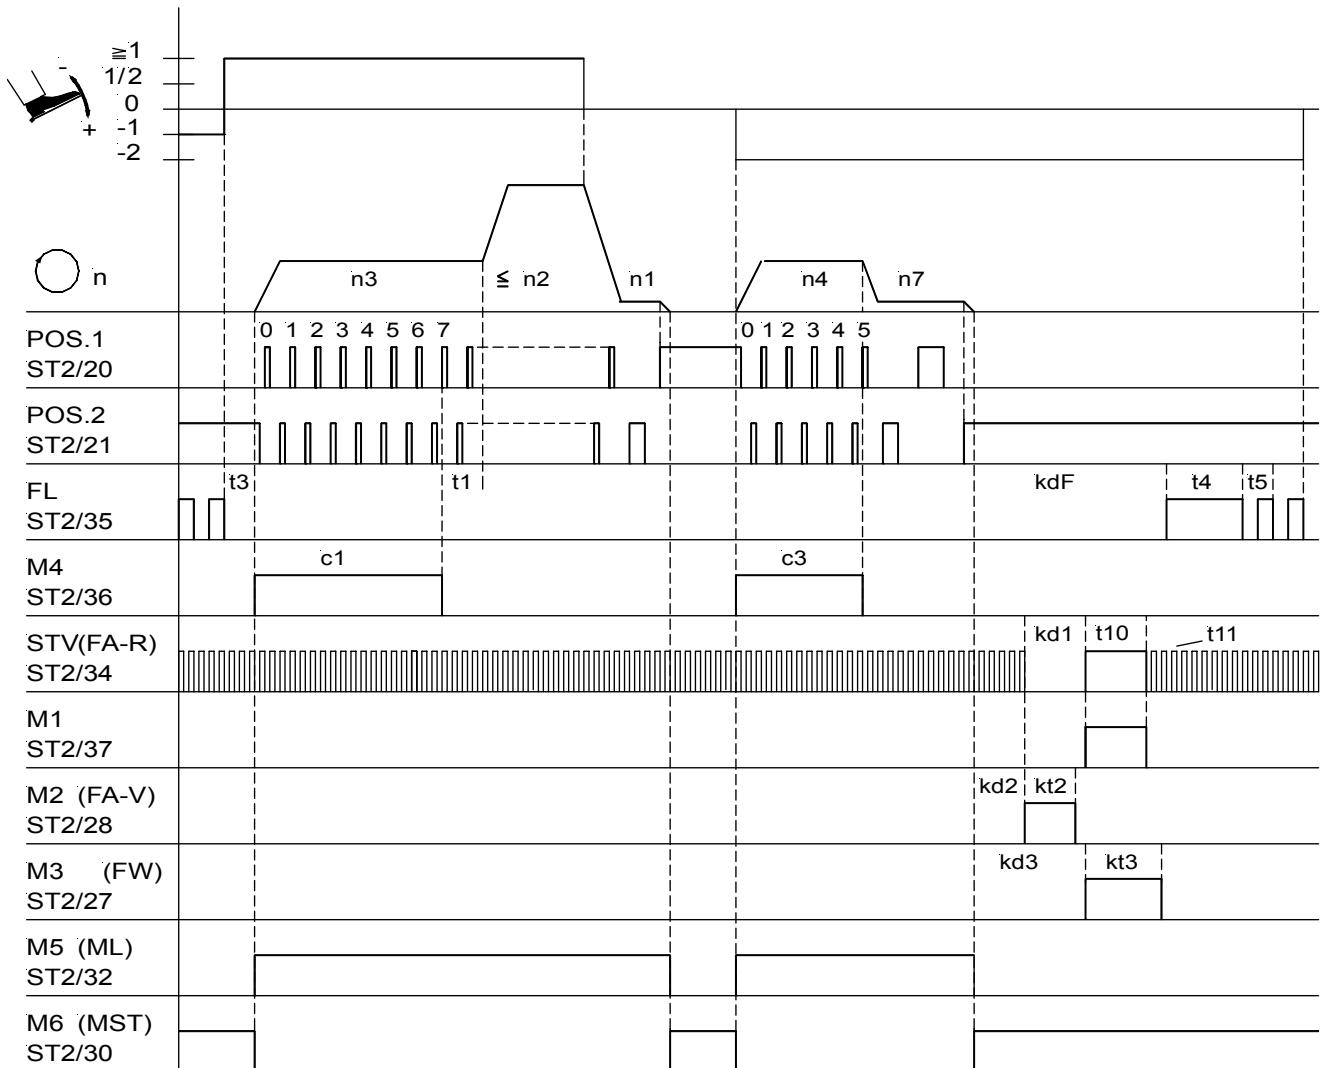 ≧1
1/2
-
0
+
-1
-2
n
n3
≦ n2
n1
n4
n7
POS.1
ST2/20
0 1 2 3 4 5 6 7
0 1 2 3 4 5
POS.2
ST2/21
FL
ST2/35
t3
t1
kdF
t4
t5
M4
ST2/36
c1
c3
STV(FA-R)
ST2/34
kd1
t10
t11
M1
ST2/37
M2 (FA-V)
ST2/28
kd2
kt2
M3 (FW)
ST2/27
kd3
kt3
M5 (ML)
ST2/32
M6 (MST)
ST2/30